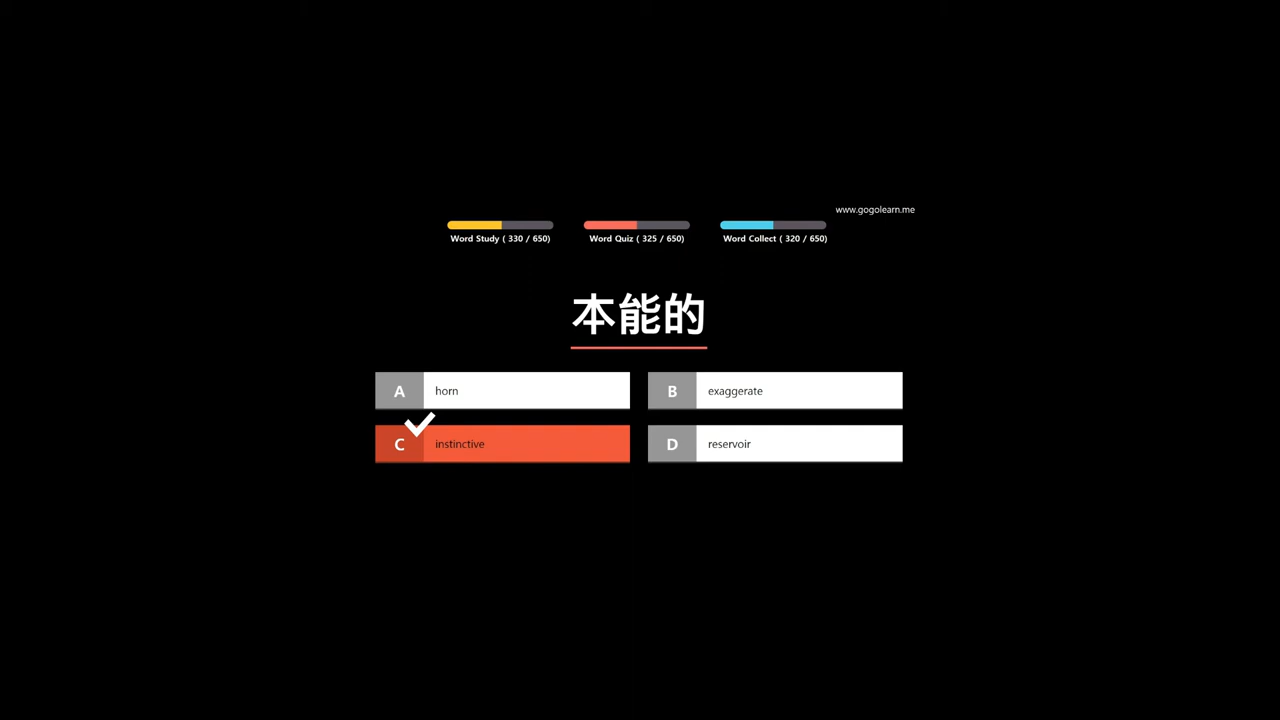 www.gogolearn.me
Word Study ( 330 / 650)
Word Quiz ( 325 / 650)
Word Collect ( 320 / 650)
本能的
A horn
B exaggerate
C instinctive
D reservoir